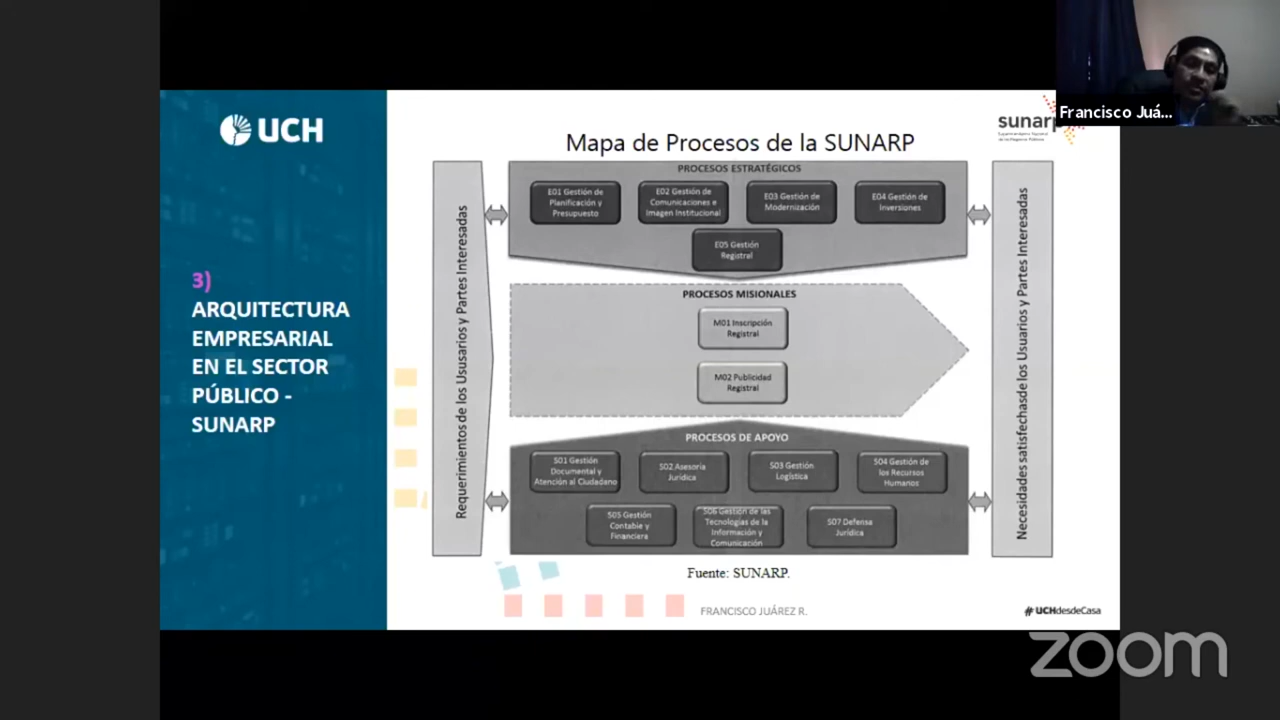 UCH
3)
ARQUITECTURA
EMPRESARIAL
EN EL SECTOR
PÚBLICO -
SUNARP
Mapa de Procesos de la SUNARP
sunarp
Francisco Juá...
Requerimientos de los Ususarios y Partes Interesadas
PROCESOS ESTRATÉGICOS
E01 Gestión de
Planificación y
Presupuesto
E02 Gestión de
Comunicaciones e
Imagen Institucional
E03 Gestión de
Modernización
E04 Gestión de
Inversiones
E05 Gestión
Registral
PROCESOS MISIONALES
M01 Inscripción
Registral
M02 Publicidad
Registral
PROCESOS DE APOYO
S01 Gestión
Documental y
Atención al Ciudadano
S02 Asesoría
Jurídica
S03 Gestión
Logística
S04 Gestión de
los Recursos
Humanos
S05 Gestión
Contable y
Financiera
S06 Gestión de las
Tecnologías de la
Información y
Comunicación
S07 Defensa
Jurídica
Necesidades satisfechasde los Usuarios y Partes Interesadas
Fuente: SUNARP.
FRANCISCO JUÁREZ R.
#UCHdesdeCasa
zoom